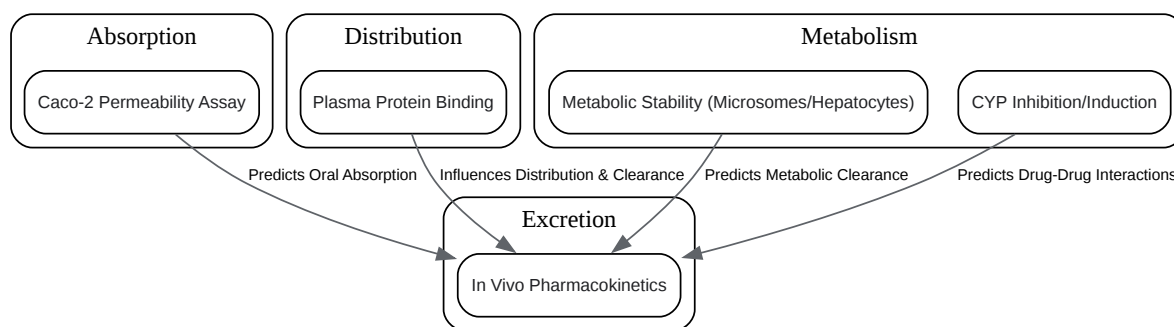 Absorption
Distribution
Metabolism
Caco-2 Permeability Assay
Plasma Protein Binding
Metabolic Stability (Microsomes/Hepatocytes)
CYP Inhibition/Induction
Predicts Oral Absorption
Influences Distribution & Clearance
Predicts Metabolic Clearance
Predicts Drug-Drug Interactions
Excretion
In Vivo Pharmacokinetics